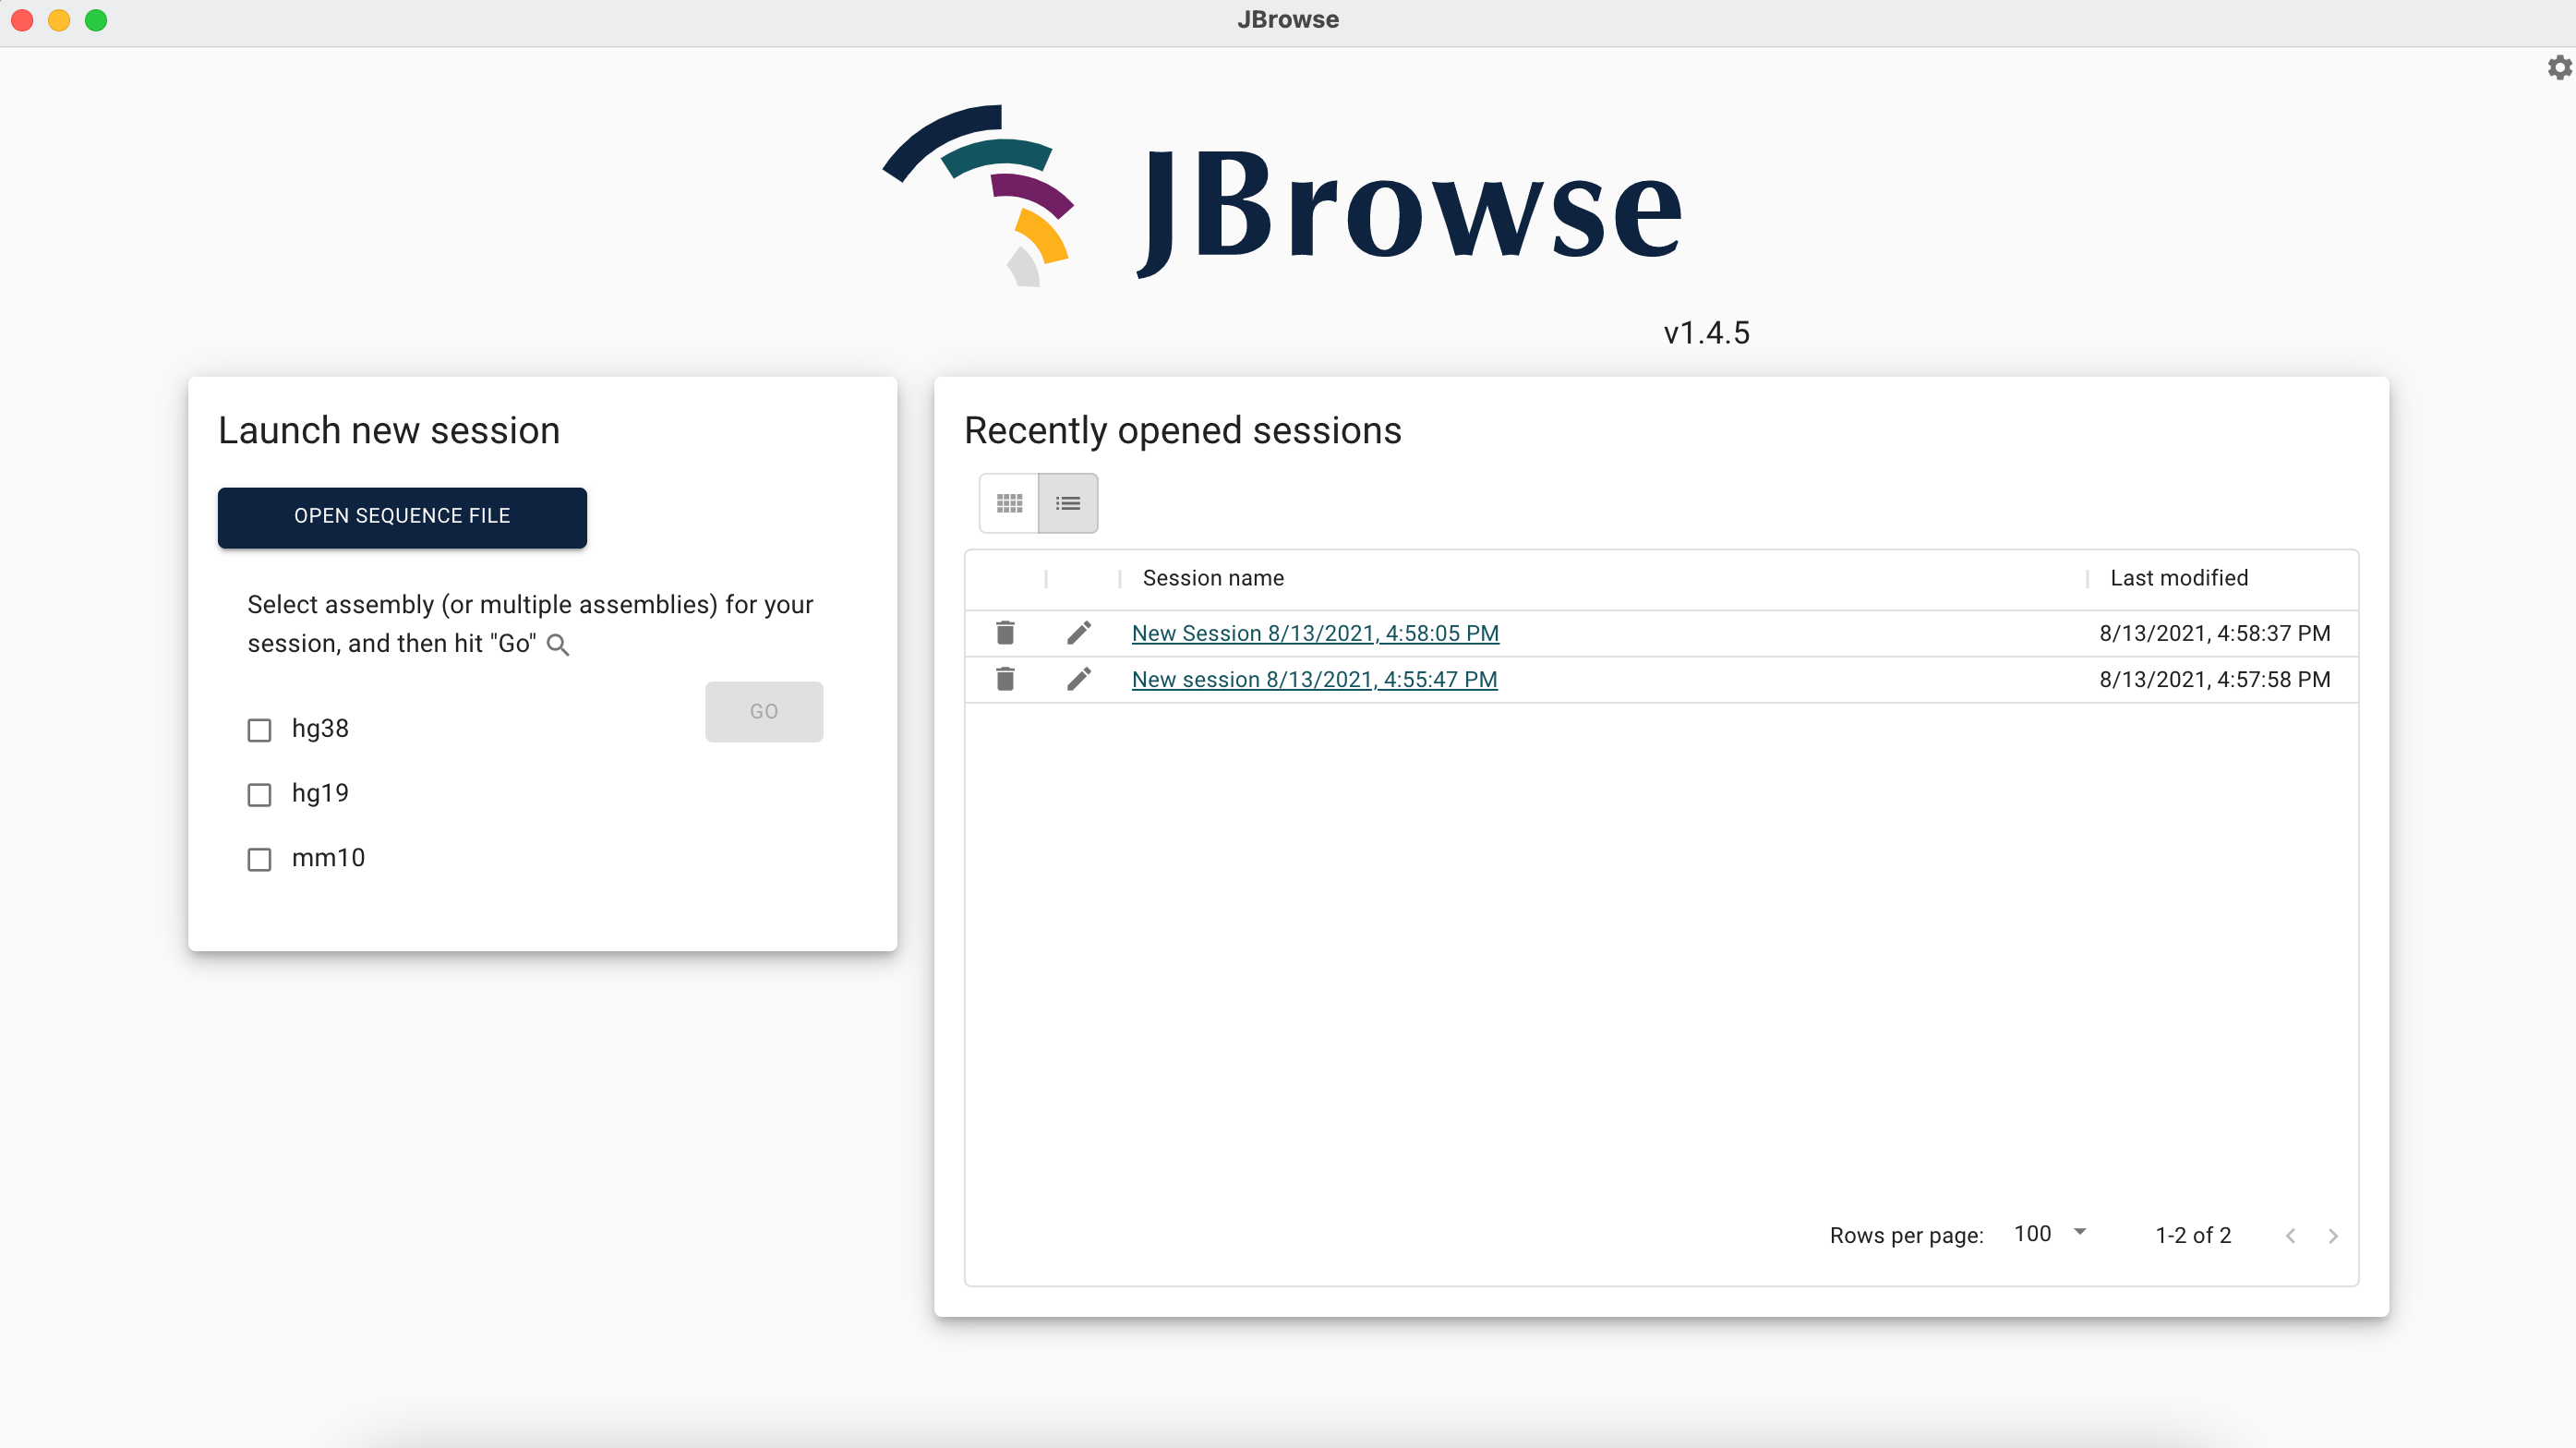 JBrowse
JBrowse
v1.4.5
Launch new session
OPEN SEQUENCE FILE
Select assembly (or multiple assemblies) for your
session, and then hit "Go"
GO
hg38
hg19
mm10
Recently opened sessions
Session name Last modified
New Session 8/13/2021, 4:58:05 PM 8/13/2021, 4:58:37 PM
New session 8/13/2021, 4:55:47 PM 8/13/2021, 4:57:58 PM
Rows per page: 100 1-2 of 2